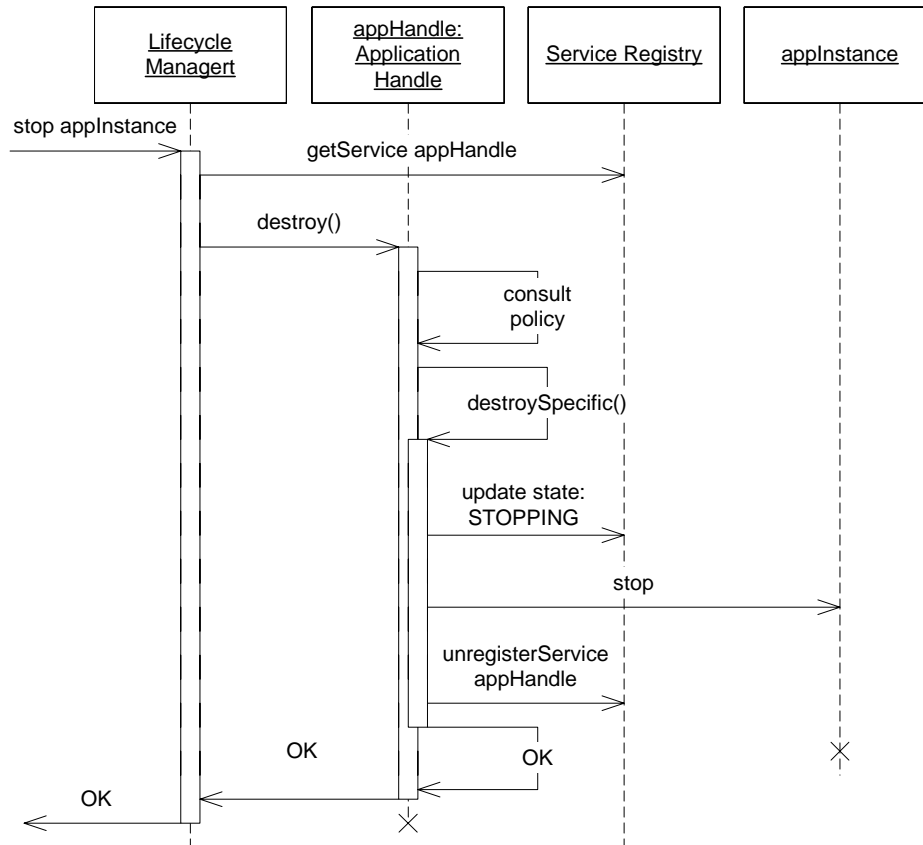 Lifecycle
Managert
appHandle:
Application
Handle
Service Registry
appInstance
stop appInstance
getService appHandle
destroy()
consult
policy
destroySpecific()
update state:
STOPPING
stop
unregisterService
appHandle
OK
OK
OK